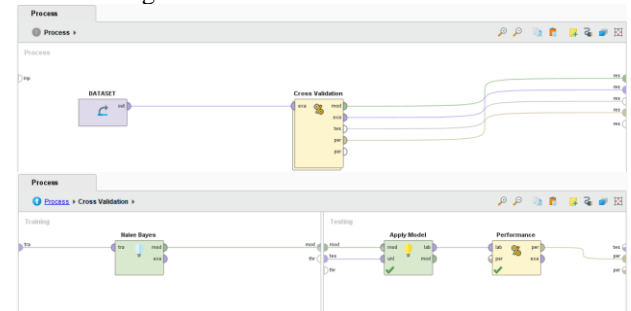 Process
Process
Process
inp
res
res
res
res
res
DATASET
out
Cross Validation
exa
mod
exa
tes
per
per
Process
Process Cross Validation
Training
Testing
tra
Naive Bayes
tra
mod
exa
mod
thr
mod
tes
thr
Apply Model
mod
lab
unl
mod
Performance
lab
per
per
exa
tes
per
per